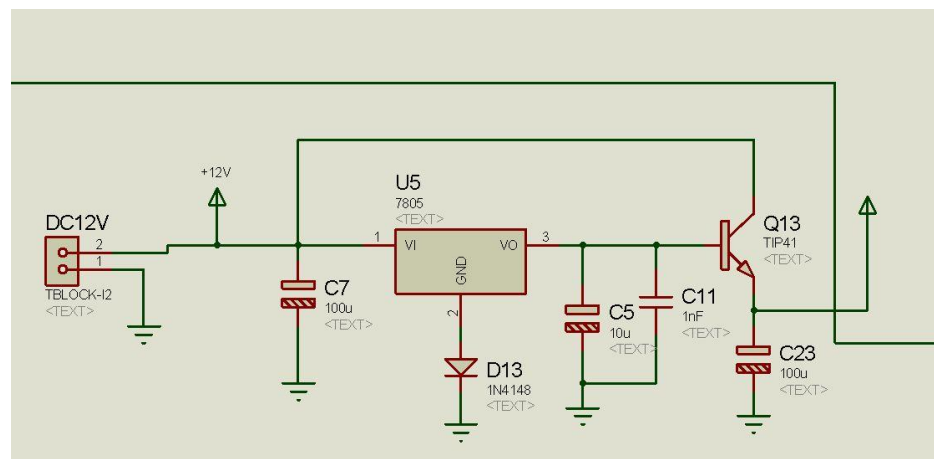 +12V
DC12V
2
1
TBLOCK-I2
<TEXT>
C7
100u
<TEXT>
U5
7805
<TEXT>
1
VI
VO
3
GND
2
D13
1N4148
<TEXT>
C5
10u
<TEXT>
C11
1nF
<TEXT>
Q13
TIP41
<TEXT>
C23
100u
<TEXT>